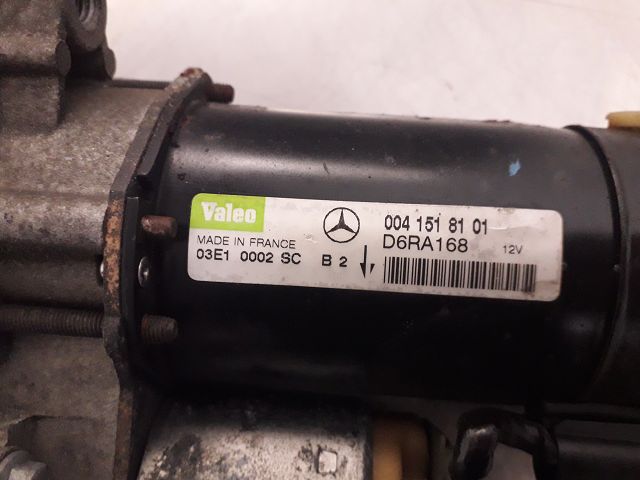 Valeo
MADE IN FRANCE
03E1 0002 SC B 2
004 151 81 01
D6RA168 12V